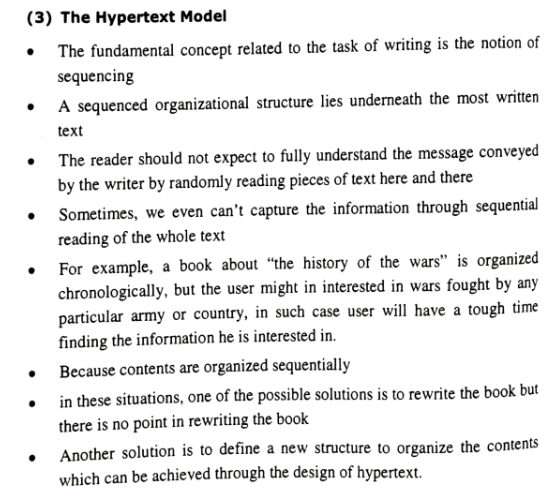 (3) The Hypertext Model
• The fundamental concept related to the task of writing is the notion of
sequencing
• A sequenced organizational structure lies underneath the most written
text
• The reader should not expect to fully understand the message conveyed
by the writer by randomly reading pieces of text here and there
• Sometimes, we even can't capture the information through sequential
reading of the whole text
• For example, a book about "the history of the wars" is organized
chronologically, but the user might in interested in wars fought by any
particular army or country, in such case user will have a tough time
finding the information he is interested in.
• Because contents are organized sequentially
• in these situations, one of the possible solutions is to rewrite the book but
there is no point in rewriting the book
• Another solution is to define a new structure to organize the contents
which can be achieved through the design of hypertext.